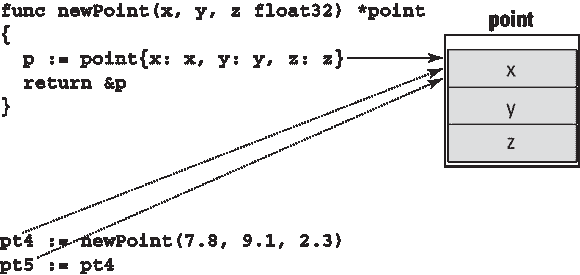 func newPoint(x, y, z float32) *point
{
p := point{x: x, y: y, z: z}
return &p
}
point
x
y
z
pt4 := newPoint(7.8, 9.1, 2.3)
pt5 := pt4